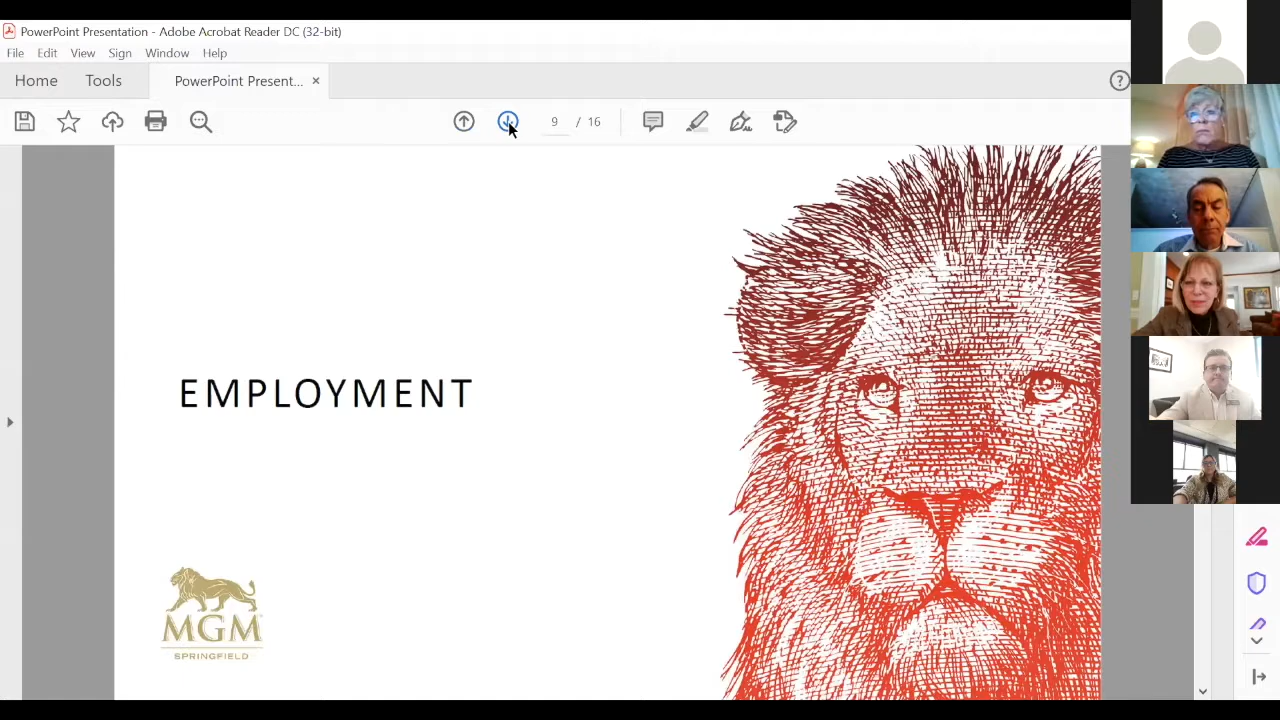 PowerPoint Presentation - Adobe Acrobat Reader DC (32-bit)
File Edit View Sign Window Help
Home Tools PowerPoint Present... ×
9 / 16
EMPLOYMENT
MGM
SPRINGFIELD